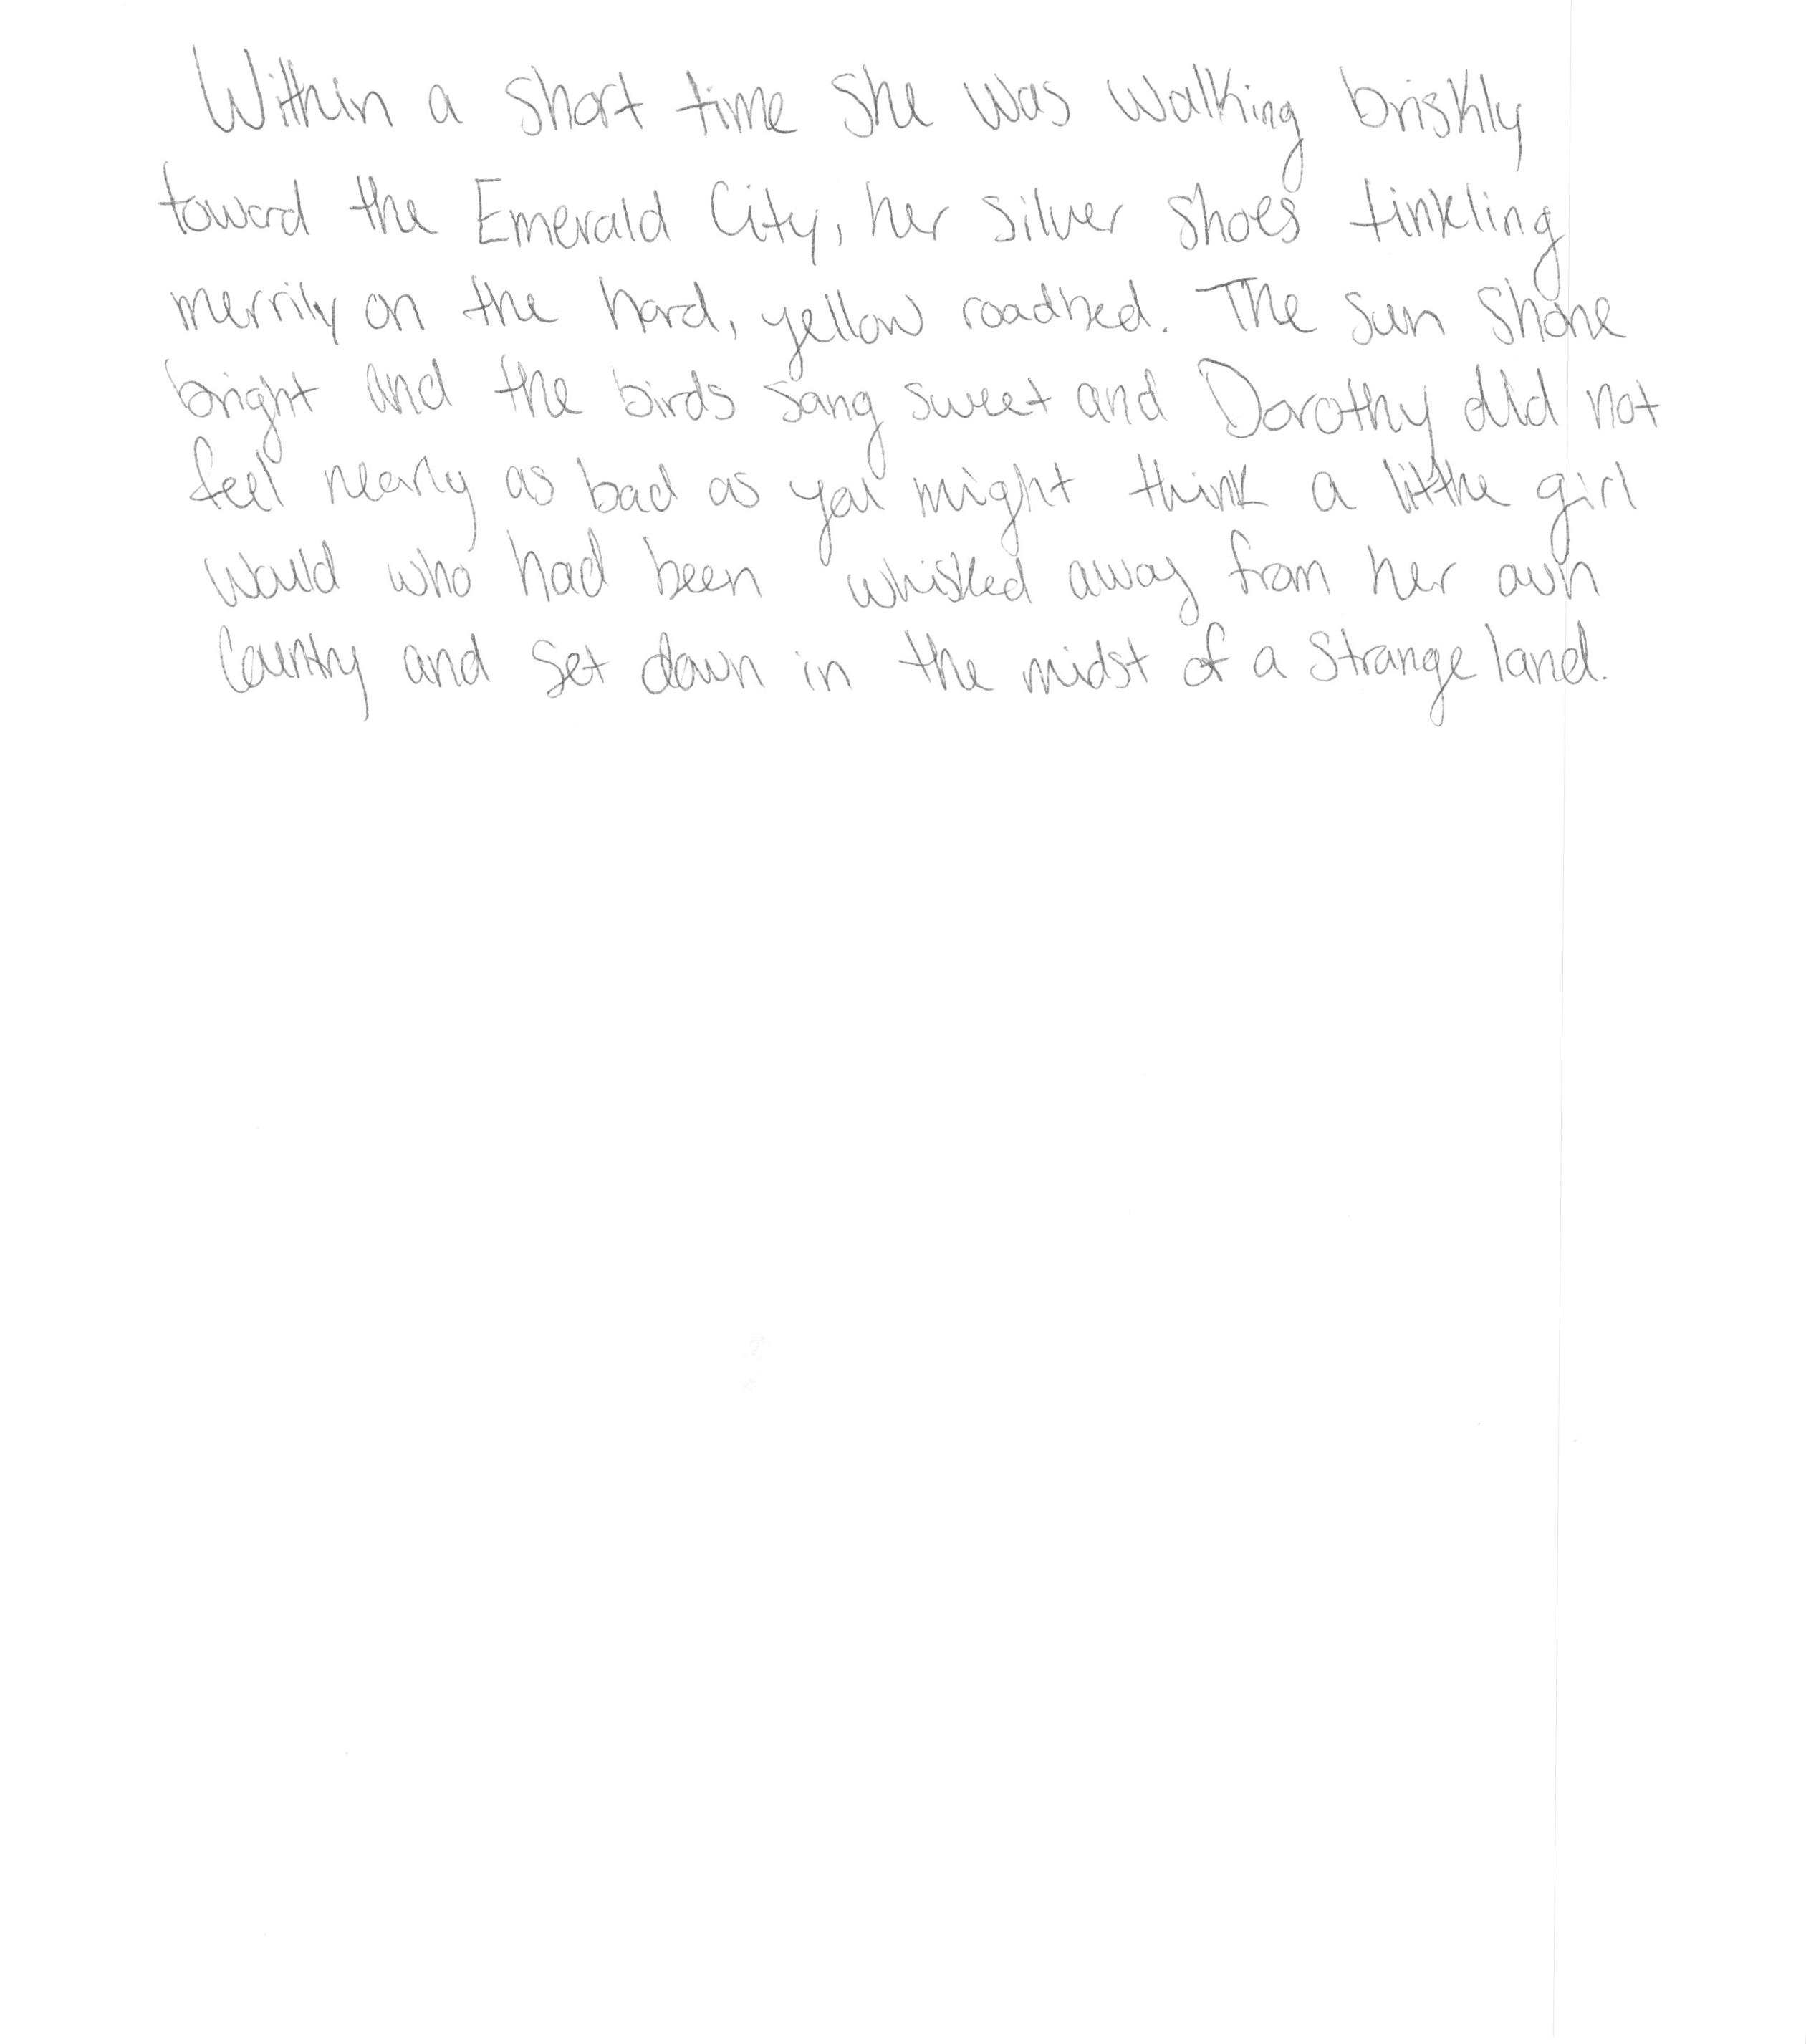 Within a short time she was walking briskly
toward the Emerald City, her silver shoes tinkling
merrily on the hard, yellow roadbed. The sun shone
bright and the birds sang sweet and Dorothy did not
feel nearly as bad as you might think a little girl
would who had been whisked away from her own
Country and set down in the midst of a strange land.